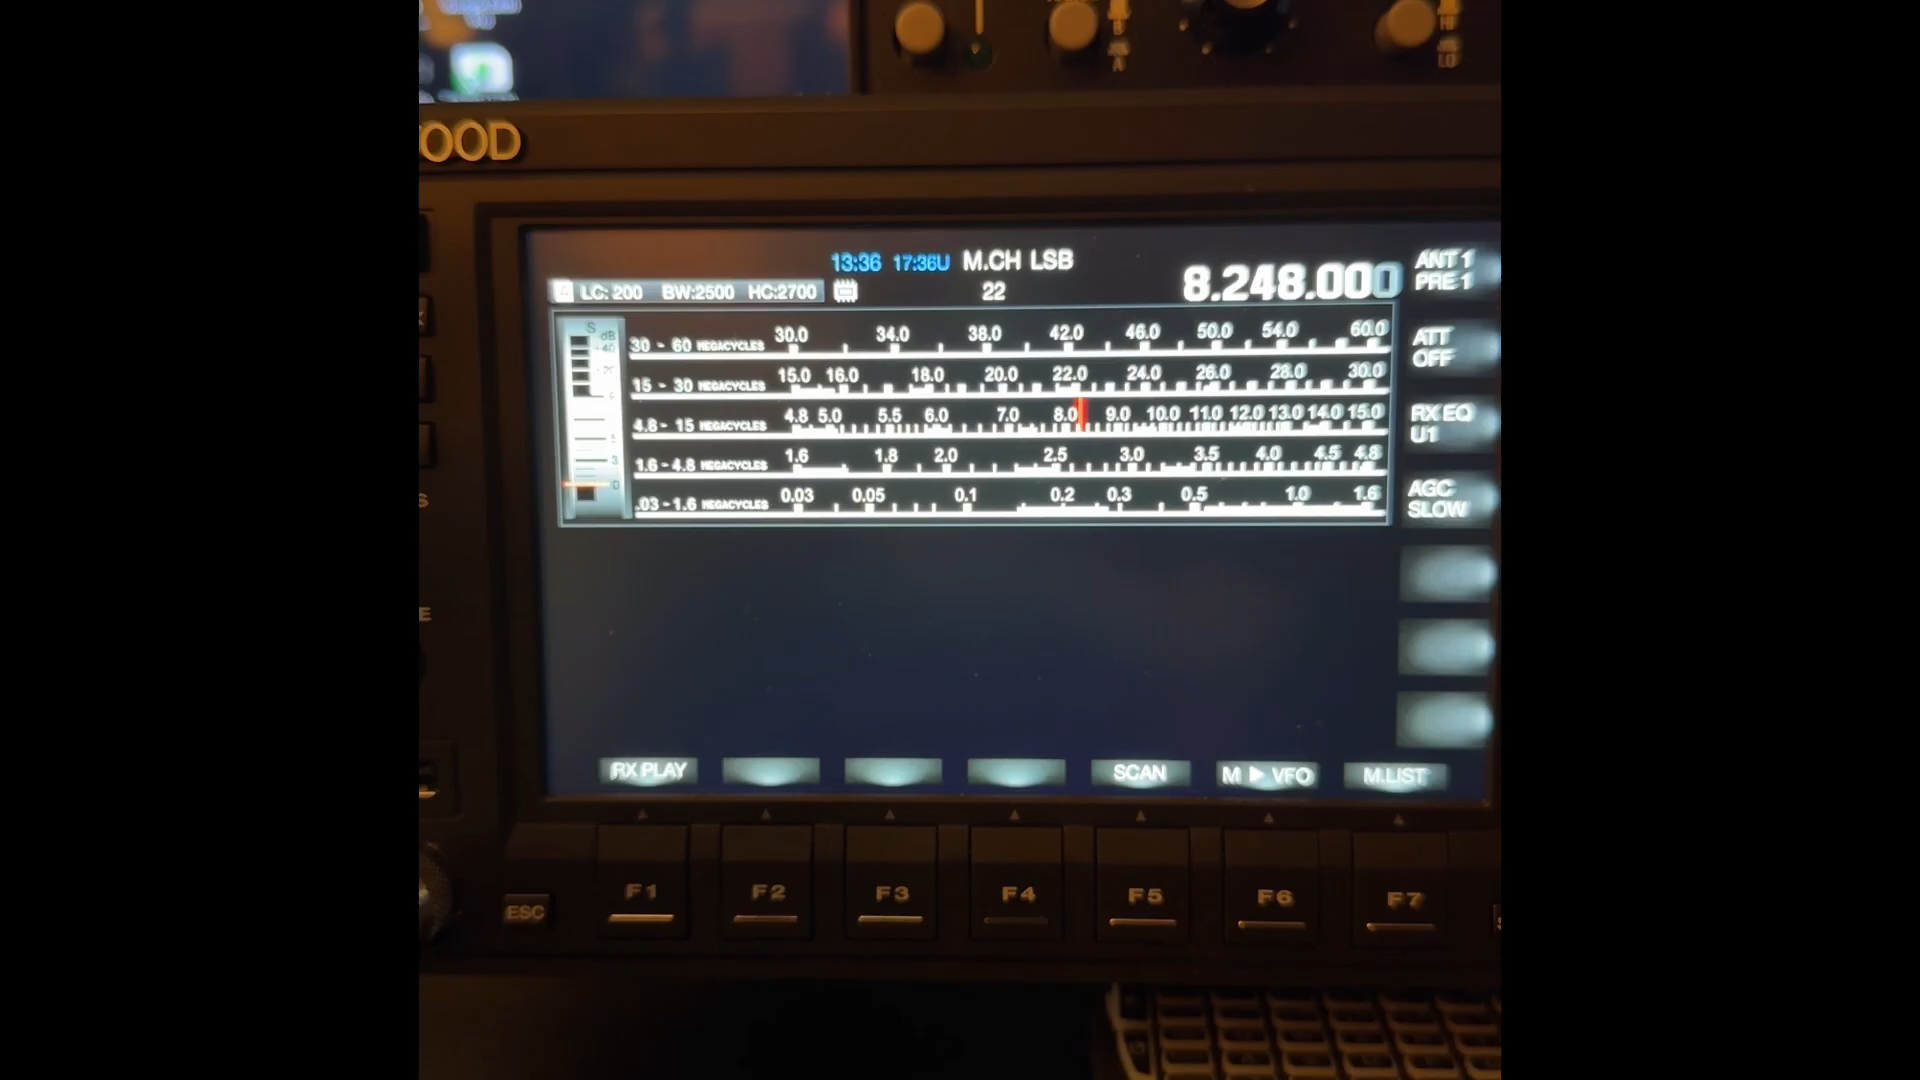 OOD
13:36 17:36U M.CH LSB
22
8.248.000
ANT 1
PRE 1
LC: 200 BW:2500 HC:2700
ATT
OFF
RX EQ
U1
AGC
SLOW
S
dB
30 - 60 MEGACYCLES 30.0 34.0 38.0 42.0 46.0 50.0 54.0 60.0
15 - 30 MEGACYCLES 15.0 16.0 18.0 20.0 22.0 24.0 26.0 28.0 30.0
4.8 - 15 MEGACYCLES 4.8 5.0 5.5 6.0 7.0 8.0 9.0 10.0 11.0 12.0 13.0 14.0 15.0
1.6 - 4.8 MEGACYCLES 1.6 1.8 2.0 2.5 3.0 3.5 4.0 4.5 4.8
.03 - 1.6 MEGACYCLES 0.03 0.05 0.1 0.2 0.3 0.5 1.0 1.6
RX PLAY
SCAN
M ▶ VFO
M.LIST
ESC
F1
F2
F3
F4
F5
F6
F7